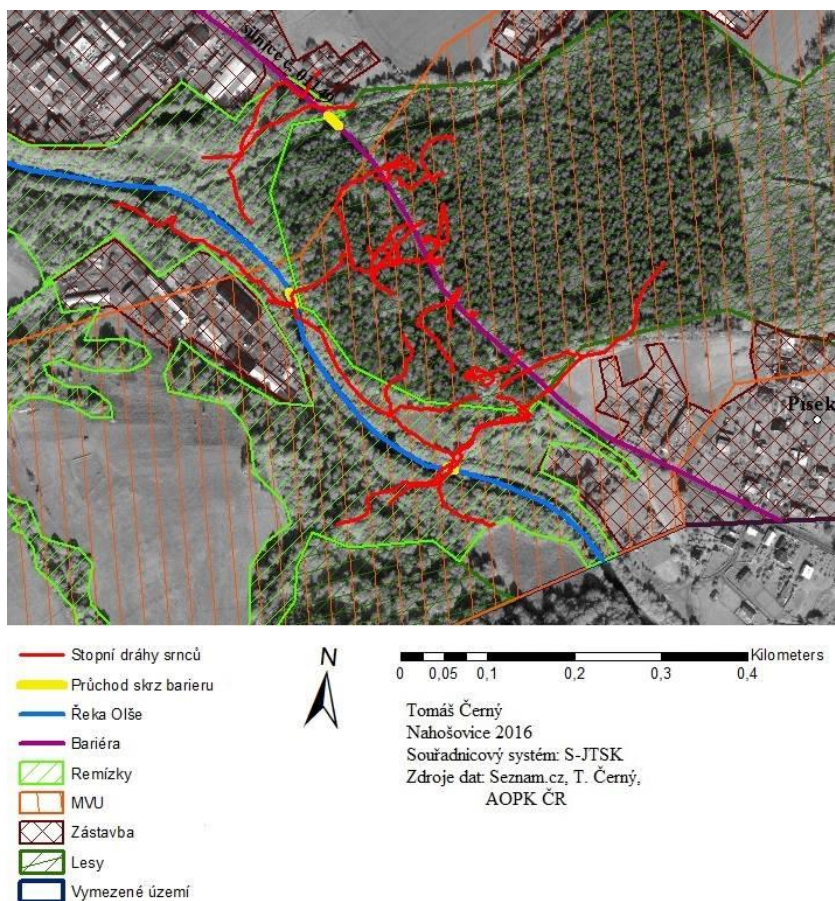 silnice č.
Písek
Stopní dráhy srnců
Průchod skrz barieru
Řeka Olše
Bariéra
Remízky
MVU
Zástavba
Lesy
Vymezené území
N
Kilometers
0 0,05 0,1 0,2 0,3 0,4
Tomáš Černý
Nahošovice 2016
Souřadnicový systém: S-JTSK
Zdroje dat: Seznam.cz, T. Černý,
AOPK ČR